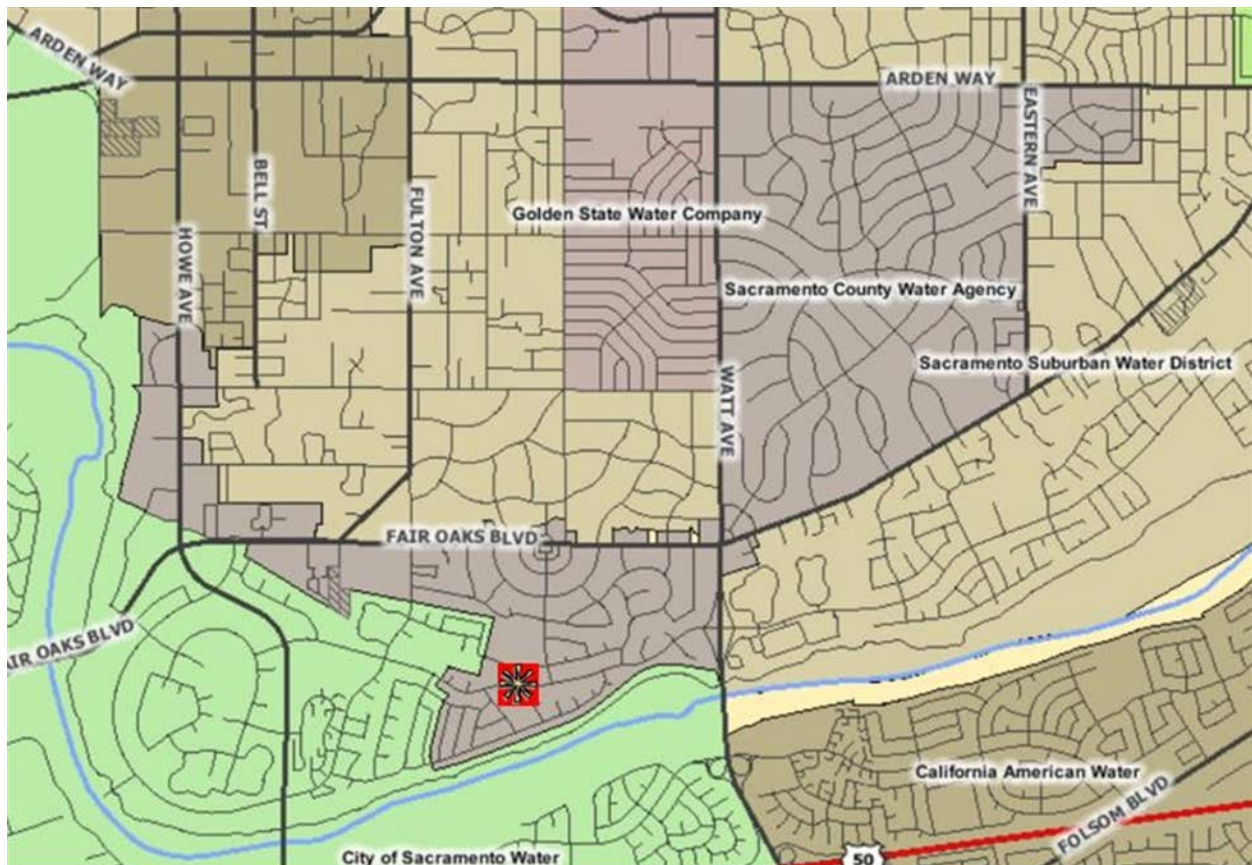 ARDEN WAY
ARDEN WAY
EASTERN AVE
BELL ST
FULTON AVE
Golden State Water Company
HOWE AVE
Sacramento County Water Agency
Sacramento Suburban Water District
WATT AVE
FAIR OAKS BLVD
AIR OAKS BLVD
California American Water
FOLSOM BLVD
City of Sacramento Water
50